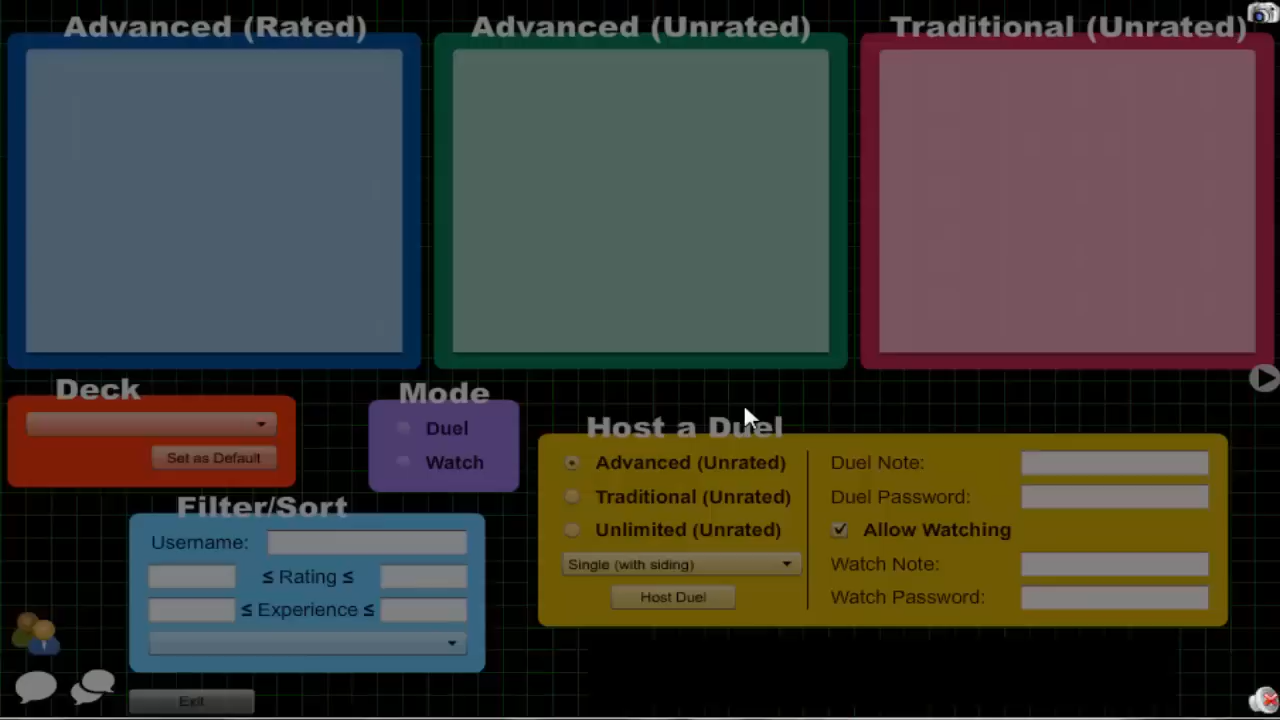 Advanced (Rated)
Advanced (Unrated)
Traditional (Unrated)
Deck
Set as Default
Mode
Duel
Watch
Filter/Sort
Username:
≤ Rating ≤
≤ Experience ≤
Exit
Host a Duel
Advanced (Unrated)
Traditional (Unrated)
Unlimited (Unrated)
Single (with siding)
Host Duel
Duel Note:
Duel Password:
Allow Watching
Watch Note:
Watch Password: